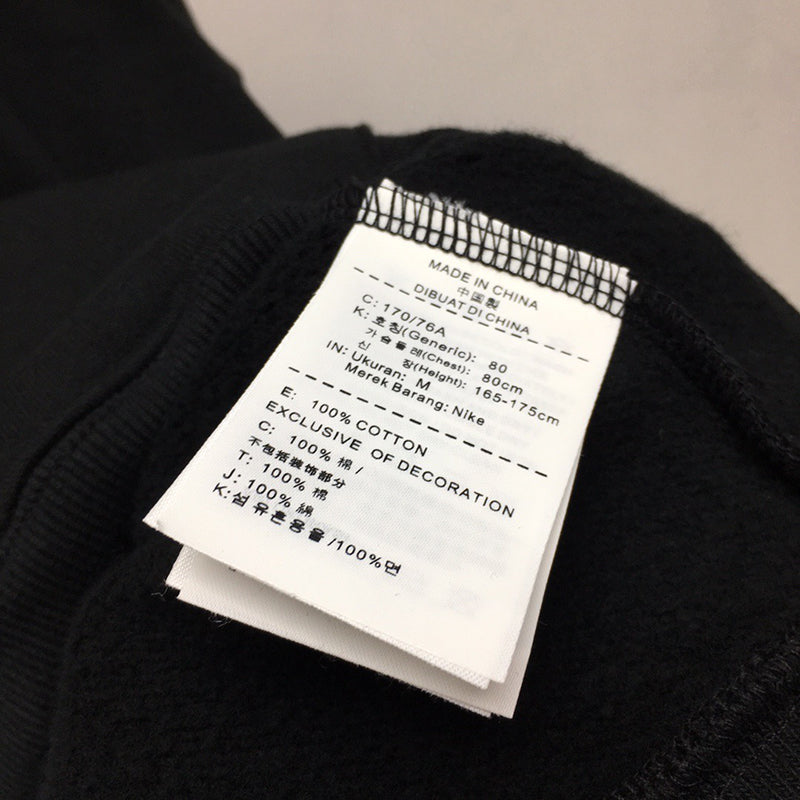 MADE IN CHINA
中国製
DIBUAT DI CHINA
C: 170/76A
K: 호칭(Generic): 80
가슴둘레(Chest): 80cm
신 장(Height): 165-175cm
IN: Ukuran: M
Merek Barang: Nike
E: 100% COTTON
EXCLUSIVE OF DECORATION
C: 100% 棉 /
不包括装饰部分
T: 100% 棉
J: 100% 綿
K: 섬유혼용율 /100%면